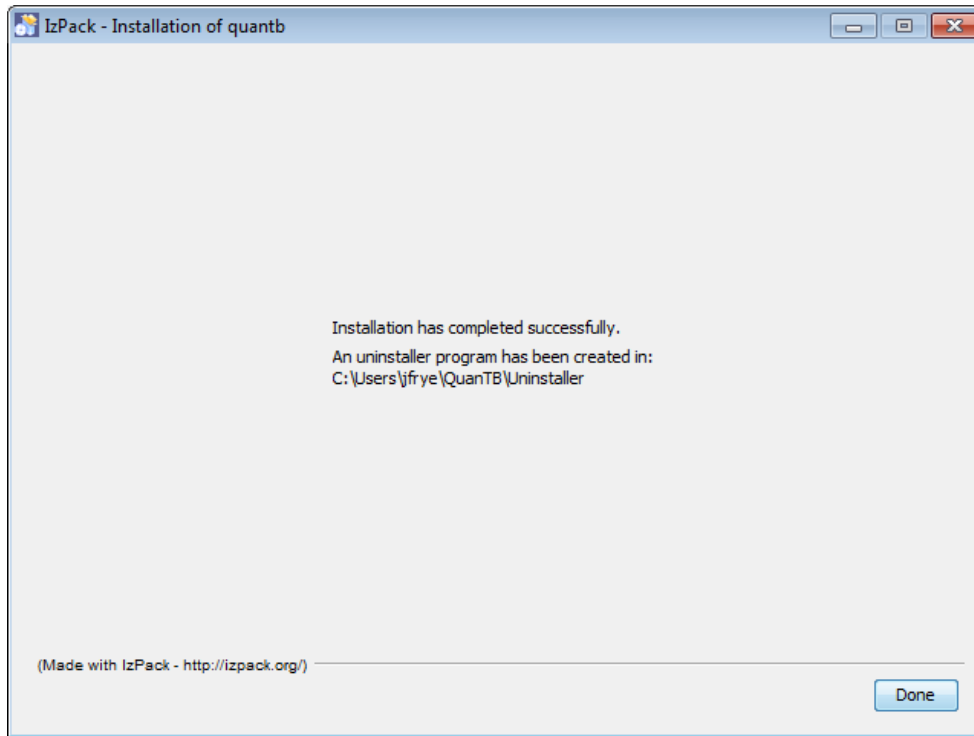 IzPack - Installation of quantb
Installation has completed successfully.
An uninstaller program has been created in:
C:\Users\jfrye\QuanTB\Uninstaller
(Made with IzPack - http://izpack.org/)
Done